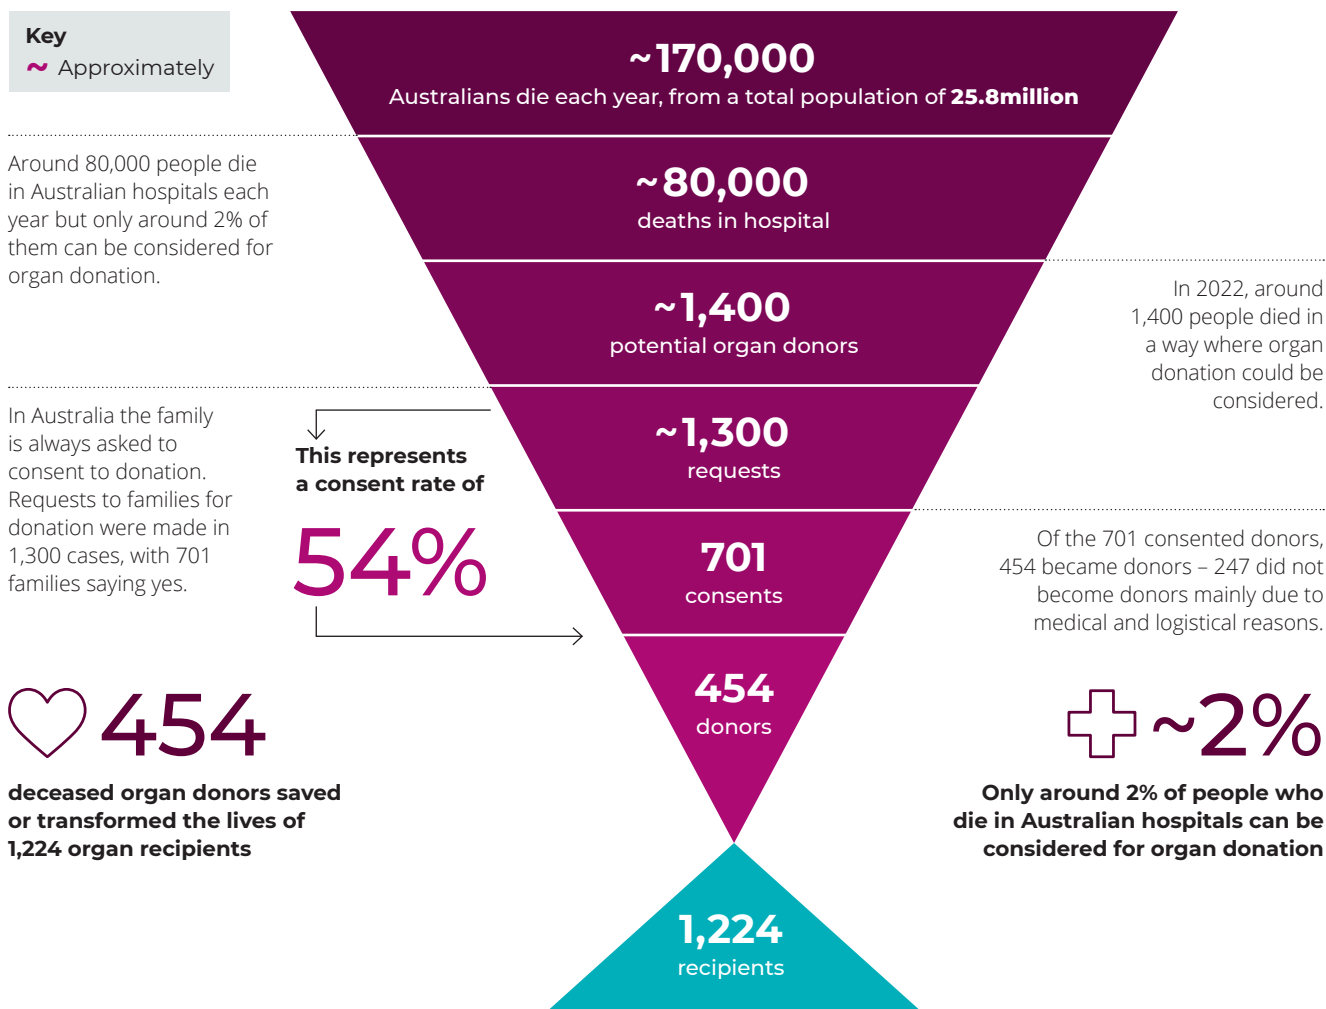 Key
~ Approximately
~170,000
Australians die each year, from a total population of 25.8million
Around 80,000 people die
in Australian hospitals each
year but only around 2% of
them can be considered for
organ donation.
~80,000
deaths in hospital
~1,400
potential organ donors
In 2022, around
1,400 people died in
a way where organ
donation could be
considered.
In Australia the family
is always asked to
consent to donation.
Requests to families for
donation were made in
1,300 cases, with 701
families saying yes.
This represents
a consent rate of
54%
~1,300
requests
701
consents
Of the 701 consented donors,
454 became donors – 247 did not
become donors mainly due to
medical and logistical reasons.
454
donors
454
deceased organ donors saved
or transformed the lives of
1,224 organ recipients
~2%
Only around 2% of people who
die in Australian hospitals can be
considered for organ donation
1,224
recipients